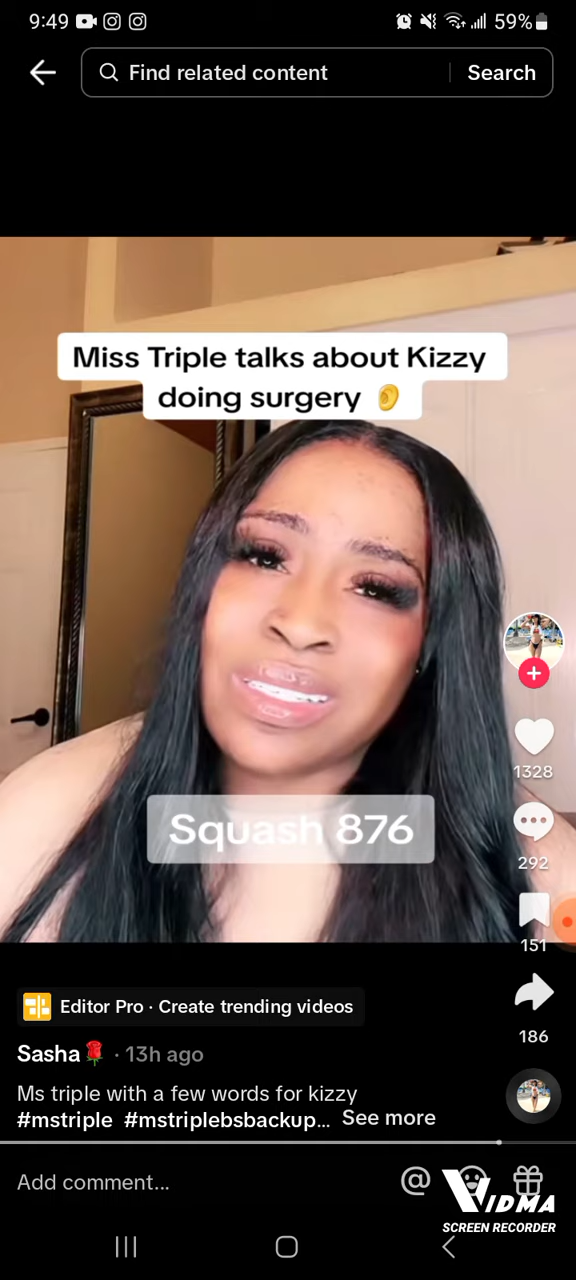 9:49 59%
Find related content Search
Miss Triple talks about Kizzy
doing surgery
1328
Squash 876
292
151
Editor Pro · Create trending videos
186
Sasha🌹 · 13h ago
Ms triple with a few words for kizzy
#mstriple #mstriplebsbackup... See more
Add comment...
VIDMA
SCREEN RECORDER